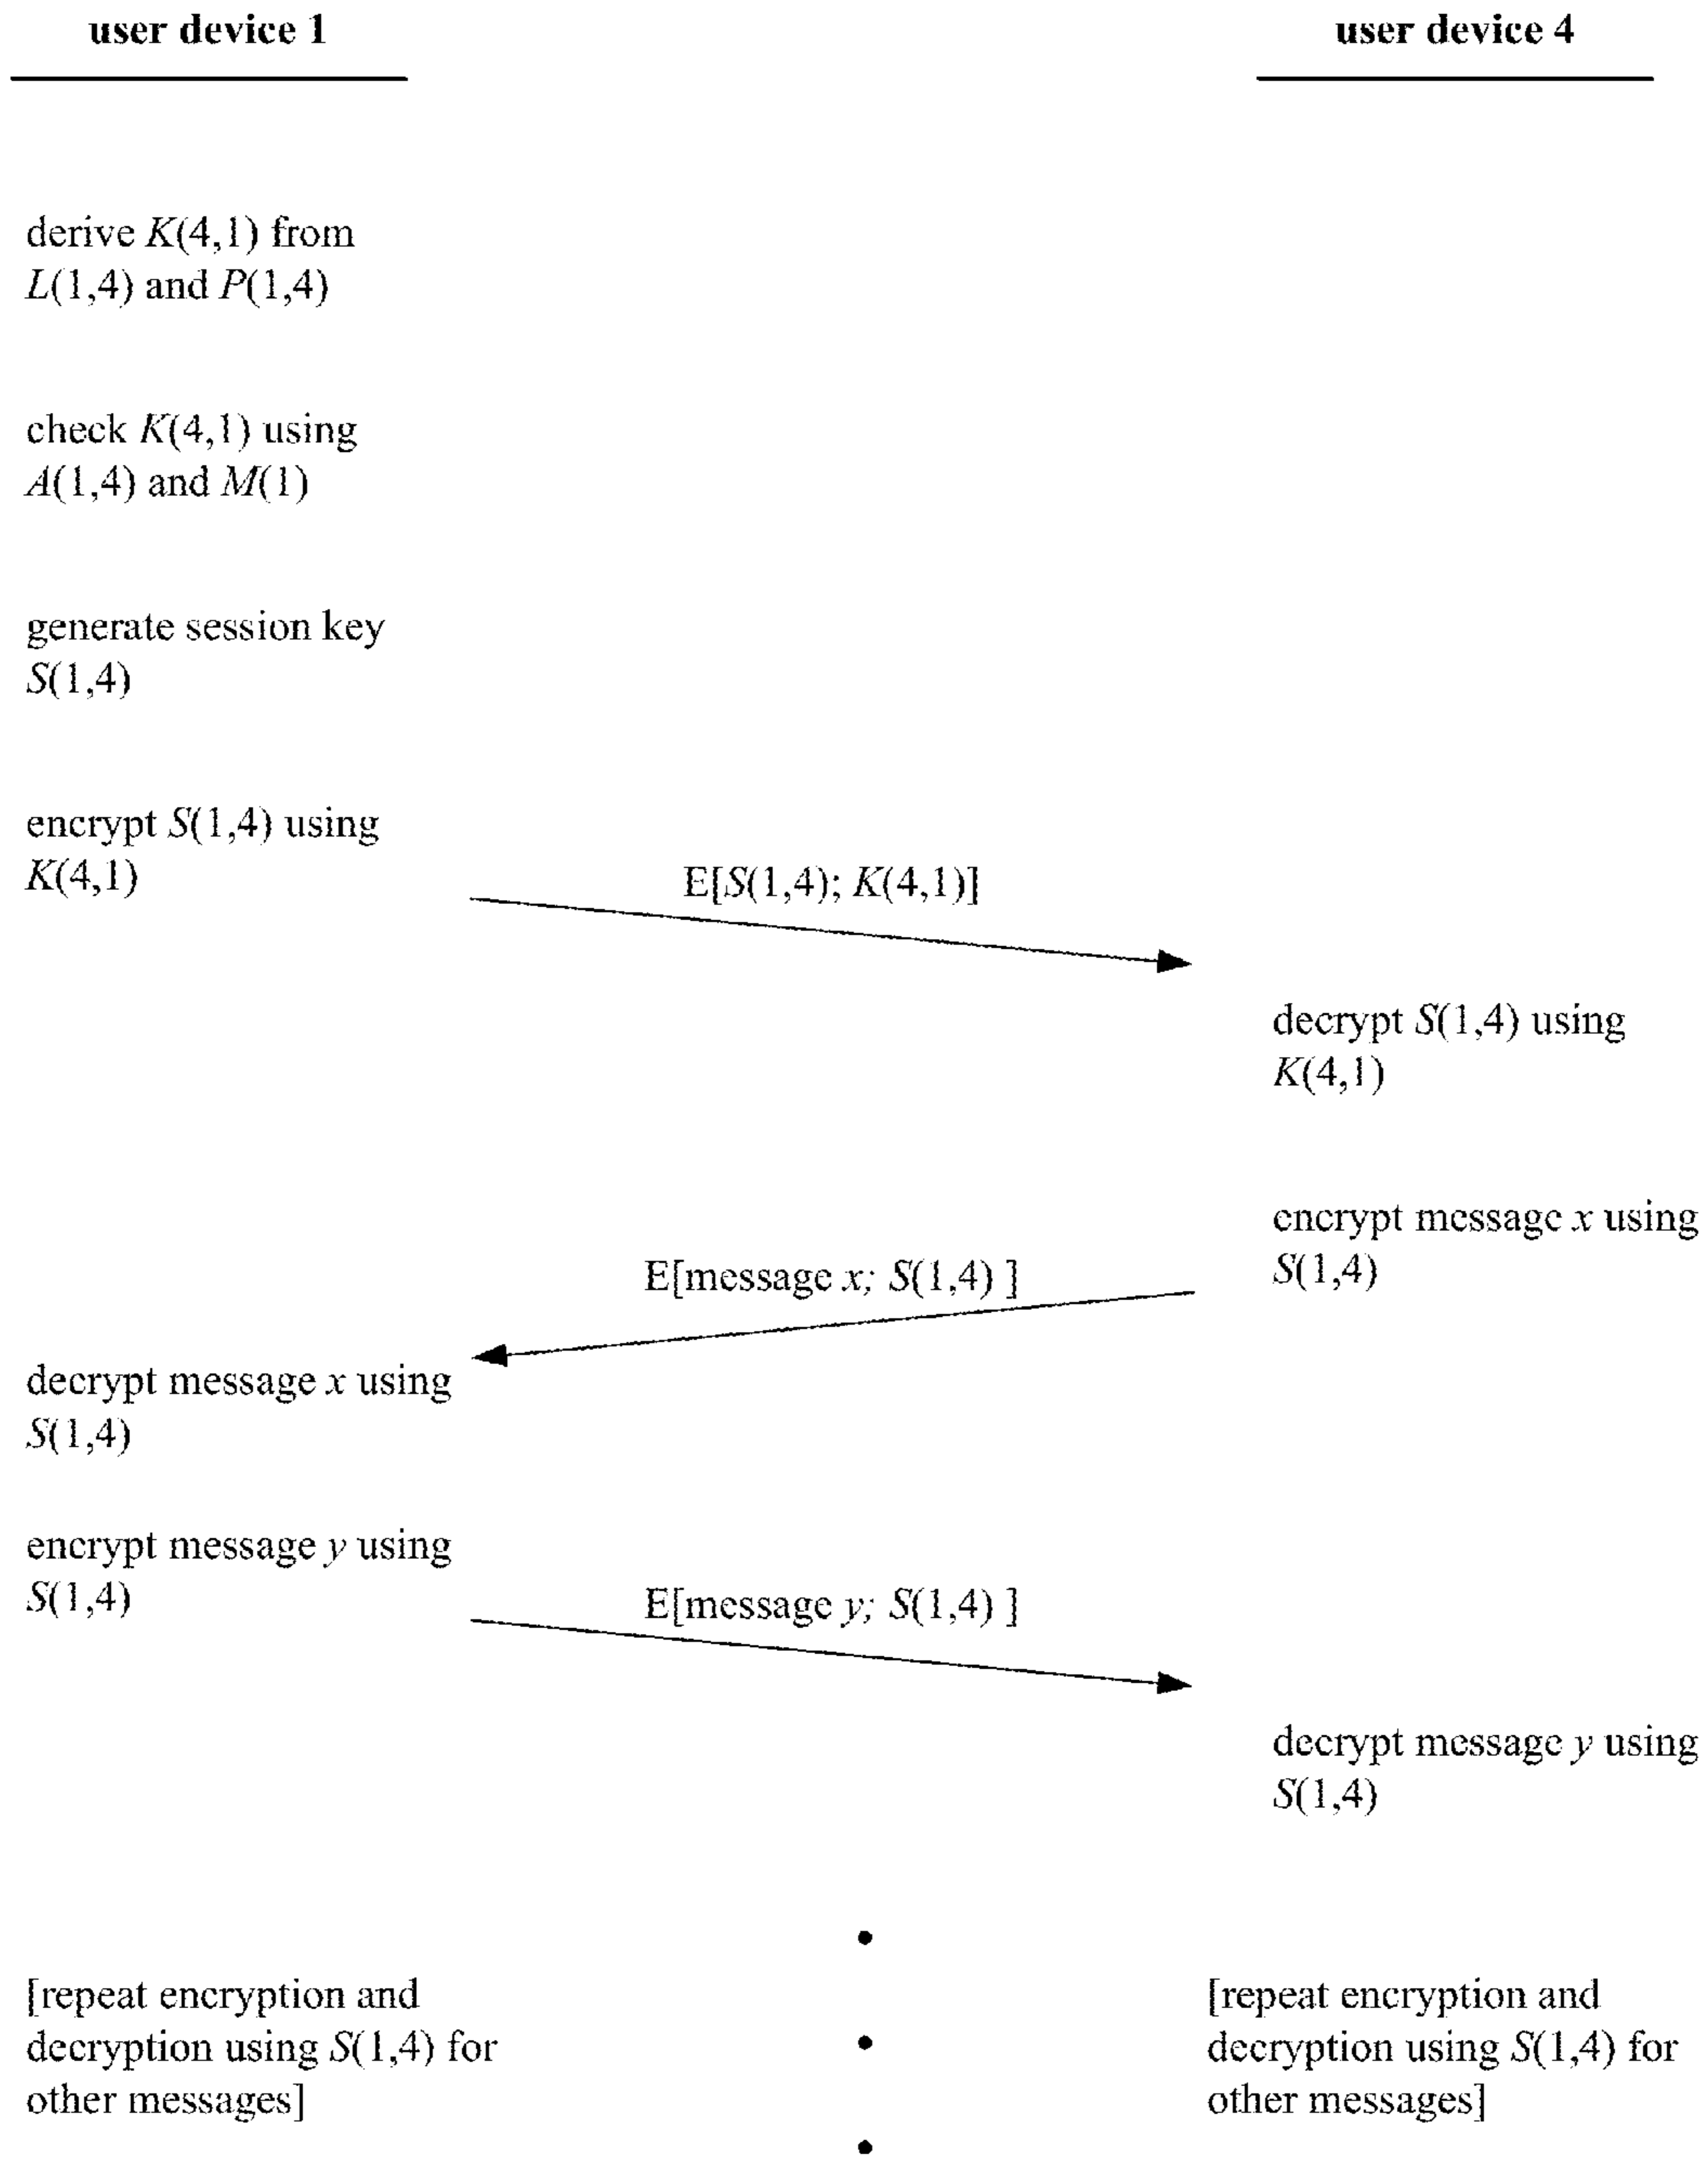 user device 1
user device 4
derive K(4,1) from
L(1,4) and P(1,4)
check K(4,1) using
A(1,4) and M(1)
generate session key
S(1,4)
encrypt S(1,4) using
K(4,1)
E[S(1,4); K(4,1)]
decrypt S(1,4) using
K(4,1)
encrypt message x using
S(1,4)
E[message x; S(1,4) ]
decrypt message x using
S(1,4)
encrypt message y using
S(1,4)
E[message y; S(1,4) ]
decrypt message y using
S(1,4)
[repeat encryption and
decryption using S(1,4) for
other messages]
[repeat encryption and
decryption using S(1,4) for
other messages]